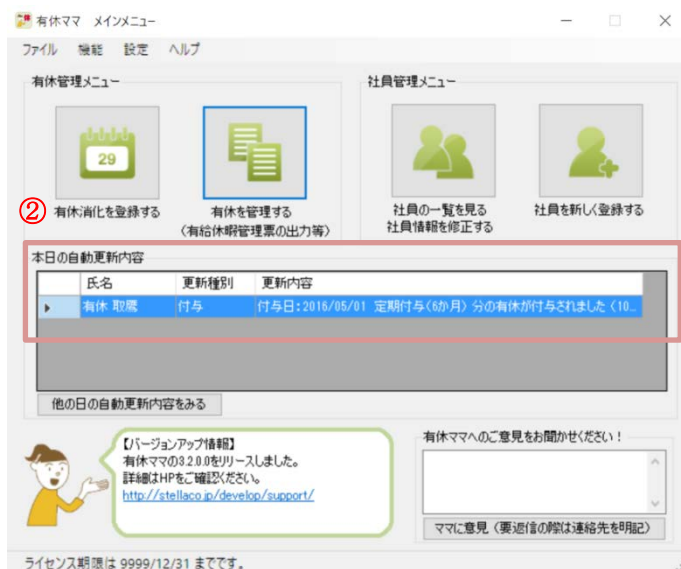 有休ママ メインメニュー
ファイル 機能 設定 ヘルプ
有休管理メニュー
社員管理メニュー
29
②
有休消化を登録する
有休を管理する
(有給休暇管理票の出力等)
社員の一覧を見る
社員情報を修正する
社員を新しく登録する
本日の自動更新内容
氏名 更新種別 更新内容
有休 取鷹 付与 付与日:2016/05/01 定期付与(6か月)分の有休が付与されました(10...
他の日の自動更新内容をみる
【バージョンアップ情報】
有休ママの3.2.0.0をリリースしました。
詳細はHPをご確認ください。
http://stellaco.jp/develop/support/
有休ママへのご意見をお聞かせください!
ママに意見(要返信の際は連絡先を明記)
ライセンス期限は 9999/12/31 までです。